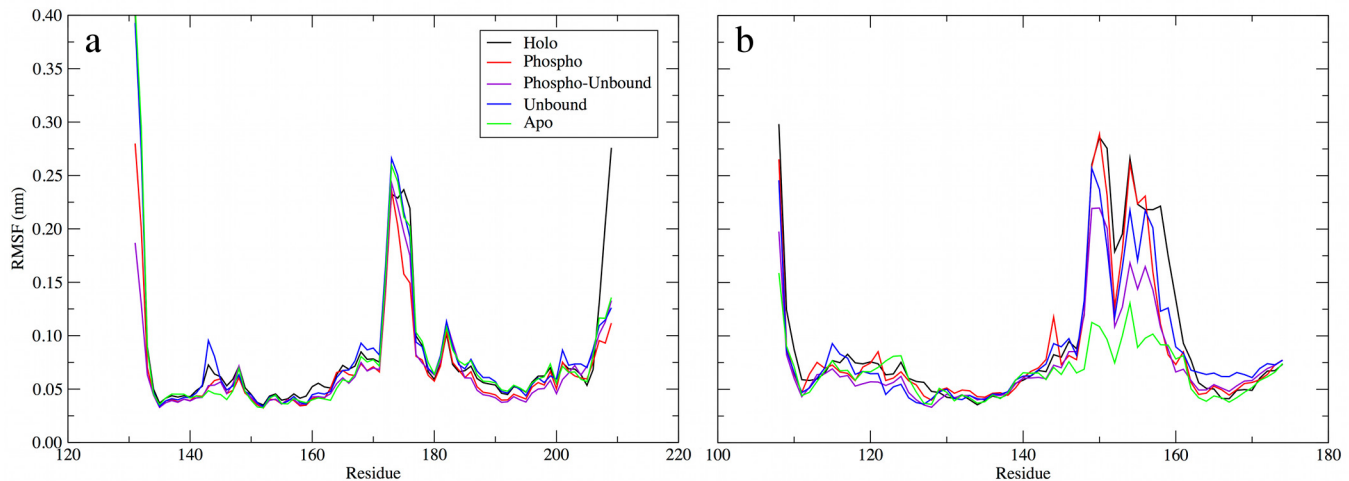 a
b
Holo
Phospho
Phospho-Unbound
Unbound
Apo
RMSF (nm)
0.40
0.35
0.30
0.25
0.20
0.15
0.10
0.05
0.00
120
140
160
180
200
220
Residue
100
120
140
160
180
Residue